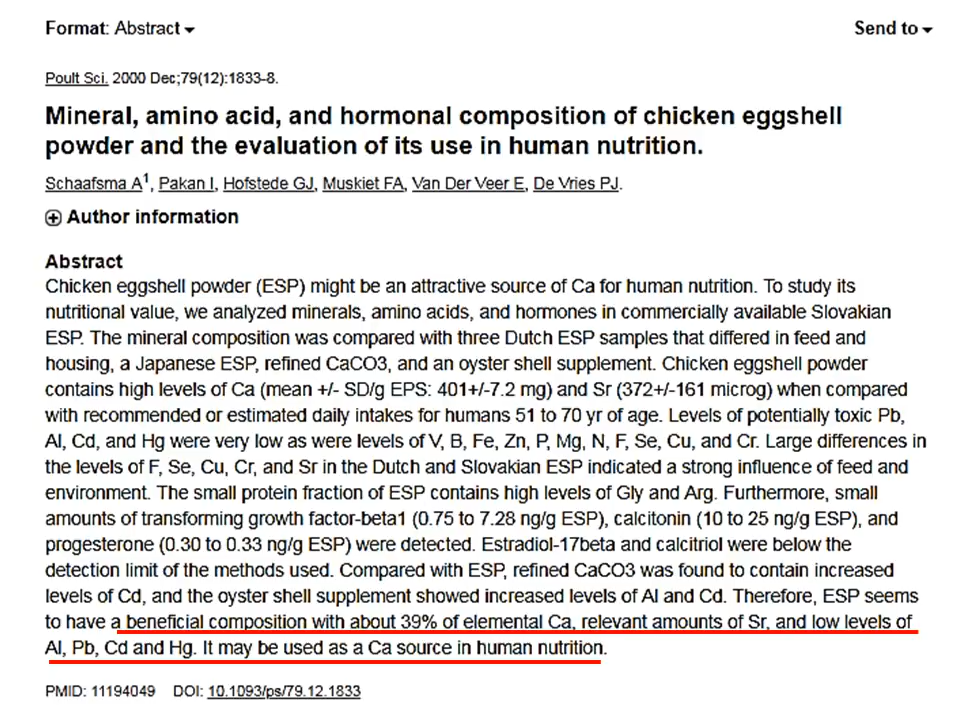 Format: Abstract
Send to
Poult Sci. 2000 Dec;79(12):1833-8.
Mineral, amino acid, and hormonal composition of chicken eggshell
powder and the evaluation of its use in human nutrition.
Schaafsma A1, Pakan I, Hofstede GJ, Muskiet FA, Van Der Veer E, De Vries PJ.
Author information
Abstract
Chicken eggshell powder (ESP) might be an attractive source of Ca for human nutrition. To study its
nutritional value, we analyzed minerals, amino acids, and hormones in commercially available Slovakian
ESP. The mineral composition was compared with three Dutch ESP samples that differed in feed and
housing, a Japanese ESP, refined CaCO3, and an oyster shell supplement. Chicken eggshell powder
contains high levels of Ca (mean +/- SD/g EPS: 401+/-7.2 mg) and Sr (372+/-161 microg) when compared
with recommended or estimated daily intakes for humans 51 to 70 yr of age. Levels of potentially toxic Pb,
Al, Cd, and Hg were very low as were levels of V, B, Fe, Zn, P, Mg, N, F, Se, Cu, and Cr. Large differences in
the levels of F, Se, Cu, Cr, and Sr in the Dutch and Slovakian ESP indicated a strong influence of feed and
environment. The small protein fraction of ESP contains high levels of Gly and Arg. Furthermore, small
amounts of transforming growth factor-beta1 (0.75 to 7.28 ng/g ESP), calcitonin (10 to 25 ng/g ESP), and
progesterone (0.30 to 0.33 ng/g ESP) were detected. Estradiol-17beta and calcitriol were below the
detection limit of the methods used. Compared with ESP, refined CaCO3 was found to contain increased
levels of Cd, and the oyster shell supplement showed increased levels of Al and Cd. Therefore, ESP seems
to have a beneficial composition with about 39% of elemental Ca, relevant amounts of Sr, and low levels of
Al, Pb, Cd and Hg. It may be used as a Ca source in human nutrition.
PMID: 11194049 DOI: 10.1093/ps/79.12.1833